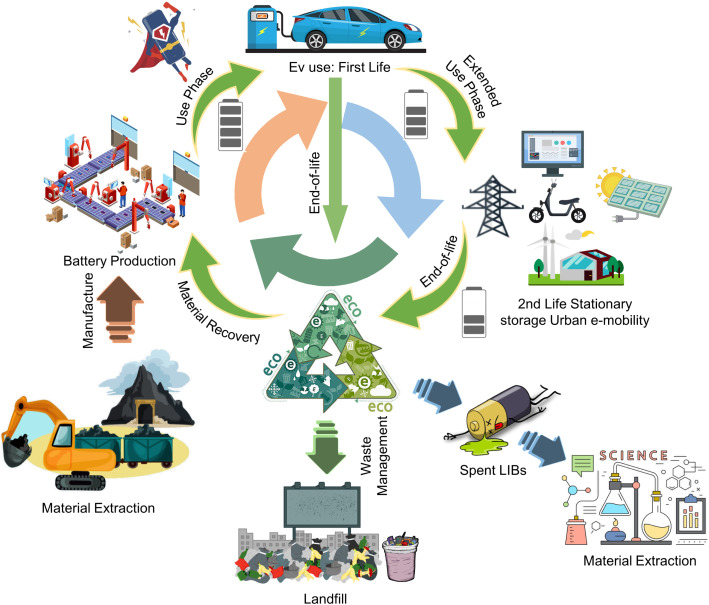 Ev use: First Life
Use Phase
Extended
Use Phase
End-of-life
Battery Production
End-of-life
2nd Life Stationary
storage Urban e-mobility
Manufacture
Material Recovery
eco
eco
eco
e
e
e
Material Extraction
Waste
Management
Spent LIBs
SCIENCE
Material Extraction
Landfill